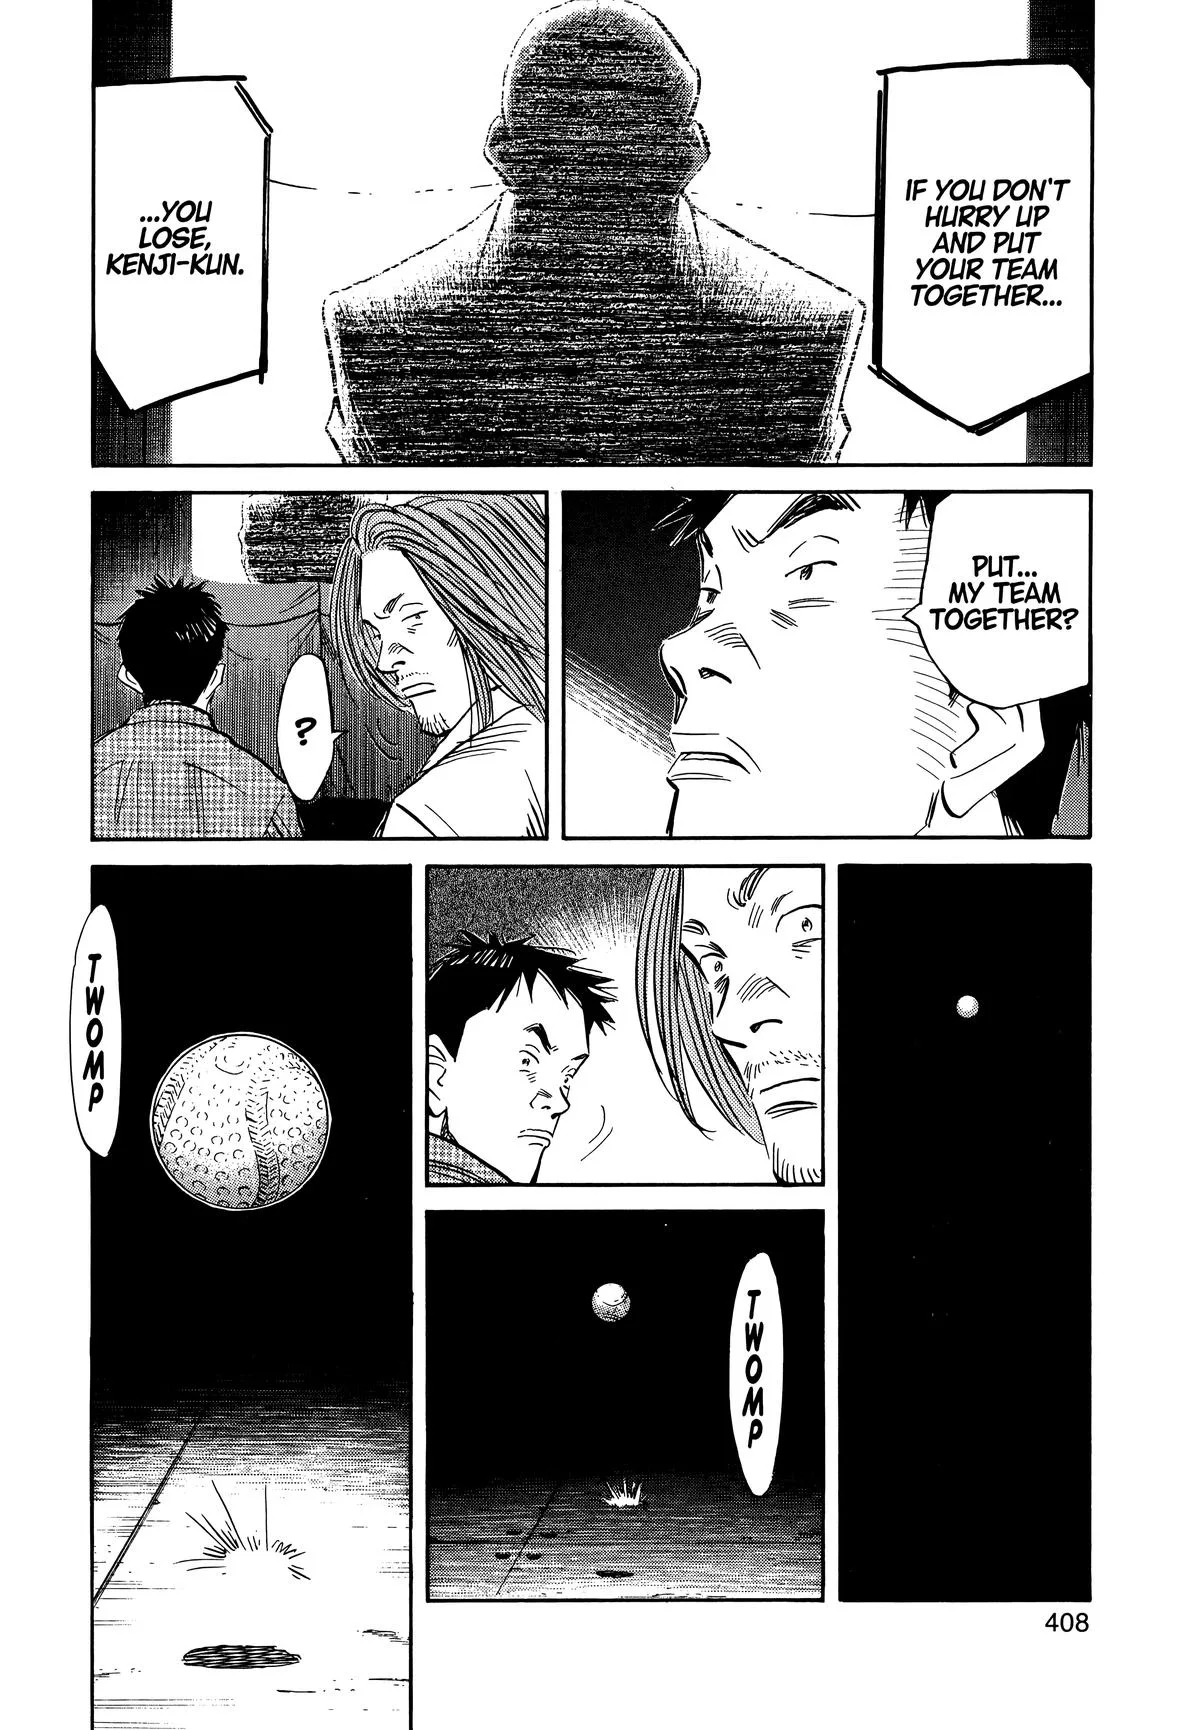 IF YOU DON'T
HURRY UP
AND PUT
YOUR TEAM
TOGETHER...
...YOU
LOSE,
KENJI-KUN.
PUT...
MY TEAM
TOGETHER?
?
TWOMP
TWOMP
408